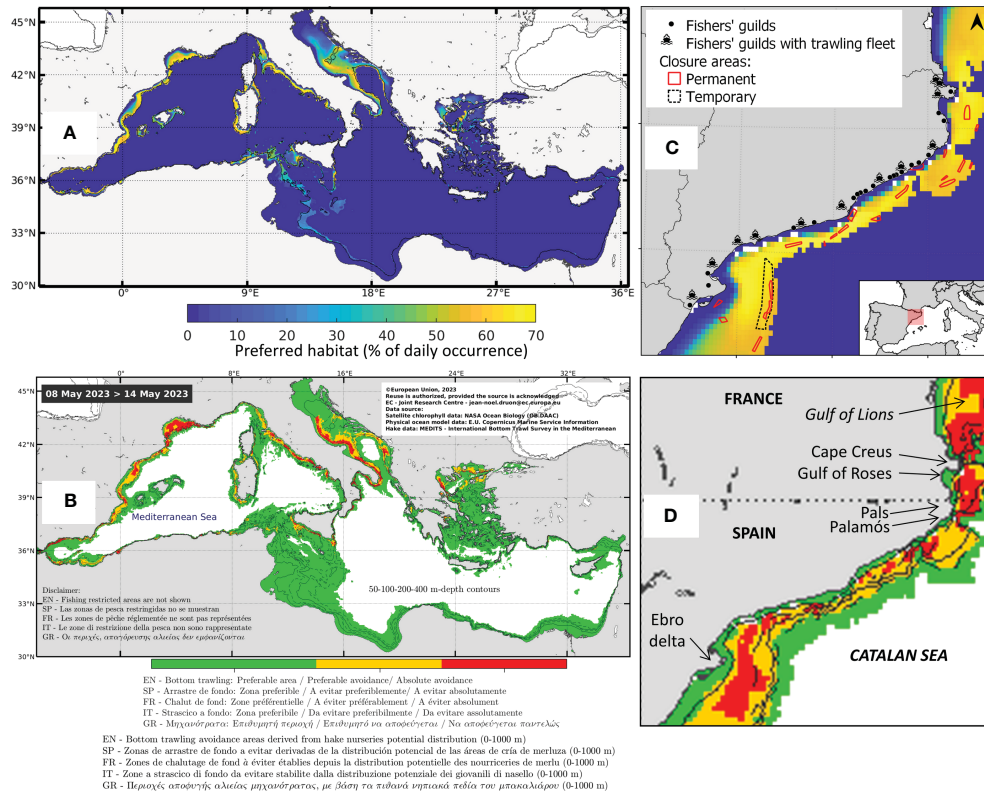 45°N
42°N
39°N
36°N
33°N
30°N
A
0°
9°E
18°E
27°E
36°E
0 10 20 30 40 50 60 70
Preferred habitat (% of daily occurrence)
Fishers' guilds
Fishers' guilds with trawling fleet
Closure areas:
Permanent
Temporary
C
0°
8°E
16°E
24°E
32°E
45°N
42°N
39°N
36°N
33°N
30°N
08 May 2023 > 14 May 2023
©European Union, 2023
Reuse is authorized, provided the source is acknowledged
EC - Joint Research Centre - jean-noel.druon@ec.europa.eu
Data source:
Satellite chlorophyll data: NASA Ocean Biology (OB.DAAC)
Physical ocean model data: E.U. Copernicus Marine Service Information
Hake data: MEDITS - International Bottom Trawl Survey in the Mediterranean
B
Mediterranean Sea
50-100-200-400 m-depth contours
Disclaimer:
EN - Fishing restricted areas are not shown
SP - Las zonas de pesca restringidas no se muestran
FR - Les zones de pêche réglementée ne sont pas représentées
IT - Le zone di restrizione della pesca non sono rappresentate
GR - Οι περιοχές, απαγόρευσης αλιείας δεν εμφανίζονται
EN - Bottom trawling: Preferable area / Preferable avoidance/ Absolute avoidance
SP - Arrastre de fondo: Zona preferible / A evitar preferiblemente/ A evitar absolutamente
FR - Chalut de fond: Zone préférentielle / A éviter préférablement / A éviter absolument
IT - Strascico a fondo: Zona preferibile / Da evitare preferibilmente / Da evitare assolutamente
GR - Μηχανότρατα: Επιθυμητή περιοχή / Επιθυμητό να αποφεύγεται / Να αποφεύγεται παντελώς
EN - Bottom trawling avoidance areas derived from hake nurseries potential distribution (0-1000 m)
SP - Zonas de arrastre de fondo a evitar derivadas de la distribución potencial de las áreas de cría de merluza (0-1000 m)
FR - Zones de chalutage de fond à éviter établies depuis la distribution potentielle des nourriceries de merlu (0-1000 m)
IT - Zone a strascico di fondo da evitare stabilite dalla distribuzione potenziale dei giovanili di nasello (0-1000 m)
GR - Περιοχές αποφυγής αλιείας μηχανότρατας, με βάση τα πιθανά νηπιακά πεδία του μπακαλιάρου (0-1000 m)
FRANCE
Gulf of Lions
Cape Creus
Gulf of Roses
D
Pals
SPAIN
Palamós
Ebro
delta
CATALAN SEA